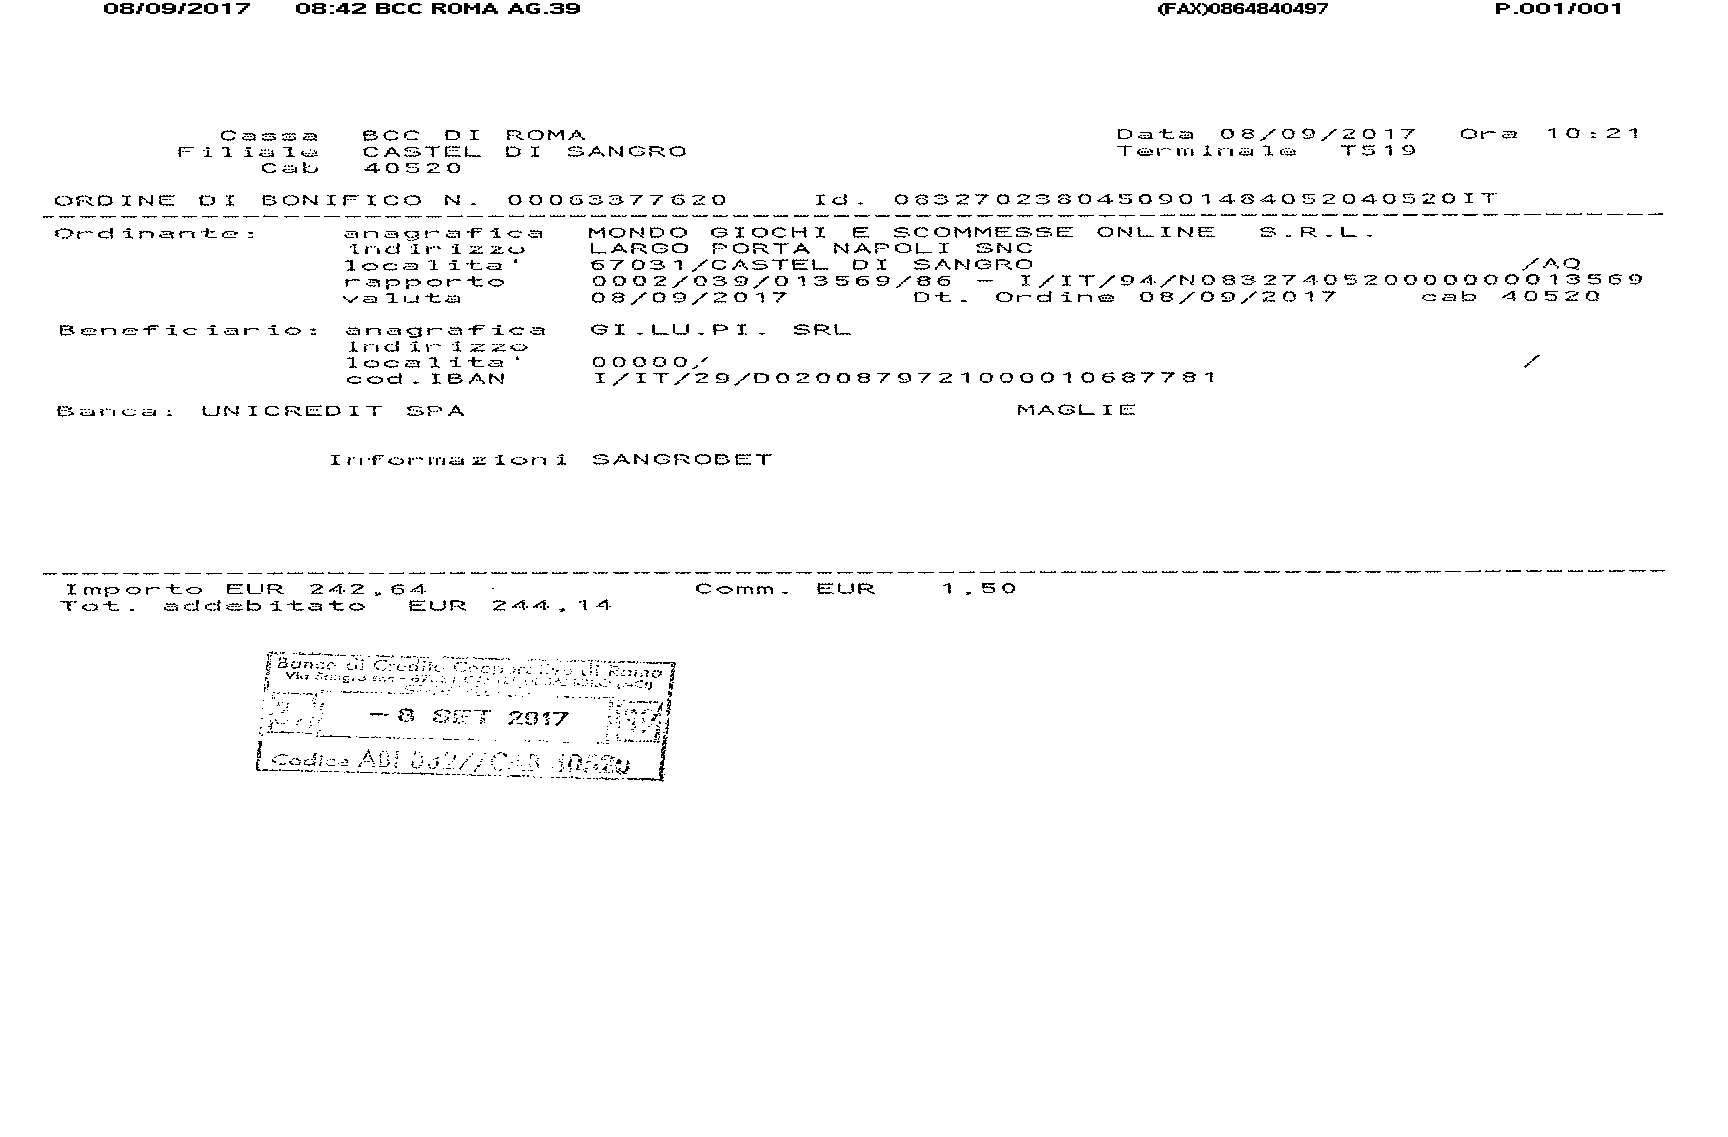 08/09/2017 08:42 BCC ROMA AG.39 (FAX)0864840497 P.001/001
Cassa BCC DI ROMA Data 08/09/2017 Ora 10:21
Filiale CASTEL DI SANGRO Terminale T519
Cab 40520
ORDINE DI BONIFICO N. 00063377620 Id. 0832702380450901484052040520IT
Ordinante: anagrafica MONDO GIOCHI E SCOMMESSE ONLINE S.R.L.
indirizzo LARGO PORTA NAPOLI SNC
localita' 67031/CASTEL DI SANGRO /AQ
rapporto 0002/039/013569/86 - I/IT/94/N0832740520000000013569
valuta 08/09/2017 Dt. Ordine 08/09/2017 cab 40520
Beneficiario: anagrafica GI.LU.PI. SRL
indirizzo
localita' 00000/ /
cod.IBAN I/IT/29/D0200879721000010687781
Banca: UNICREDIT SPA MAGLIE
Informazioni SANGROBET
Importo EUR 242,64 Comm. EUR 1,50
Tot. addebitato EUR 244,14
Banca di Credito Cooperativo di Roma
Via
-8 SET 2017
Codice ABI CAB 40520